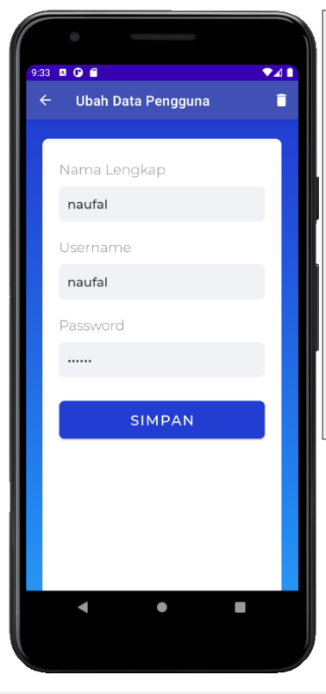 9:33
Ubah Data Pengguna
Nama Lengkap
naufal
Username
naufal
Password
••••••
SIMPAN